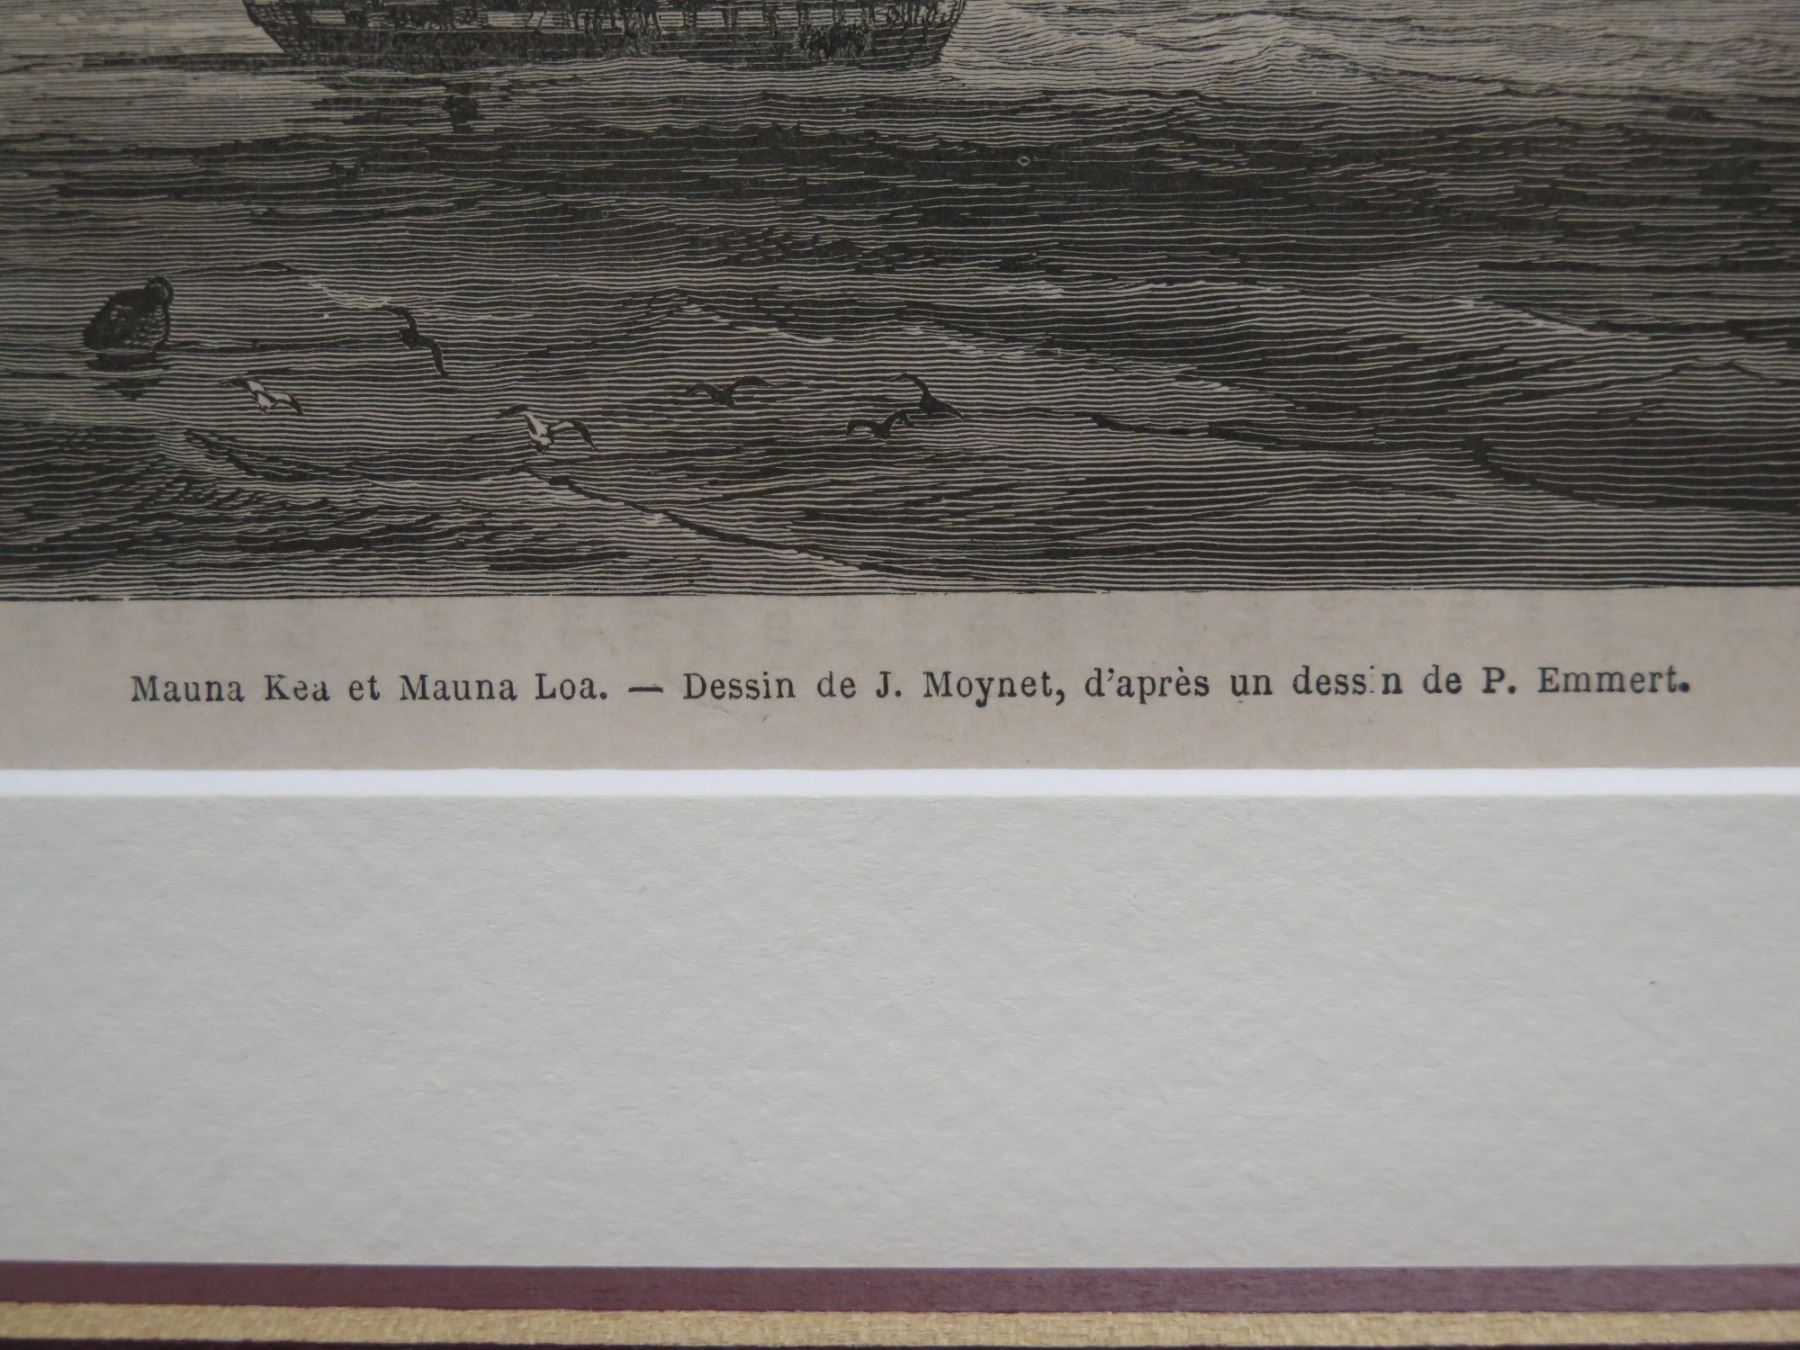 Mauna Kea et Mauna Loa. — Dessin de J. Moynet, d'après un dessin de P. Emmert.